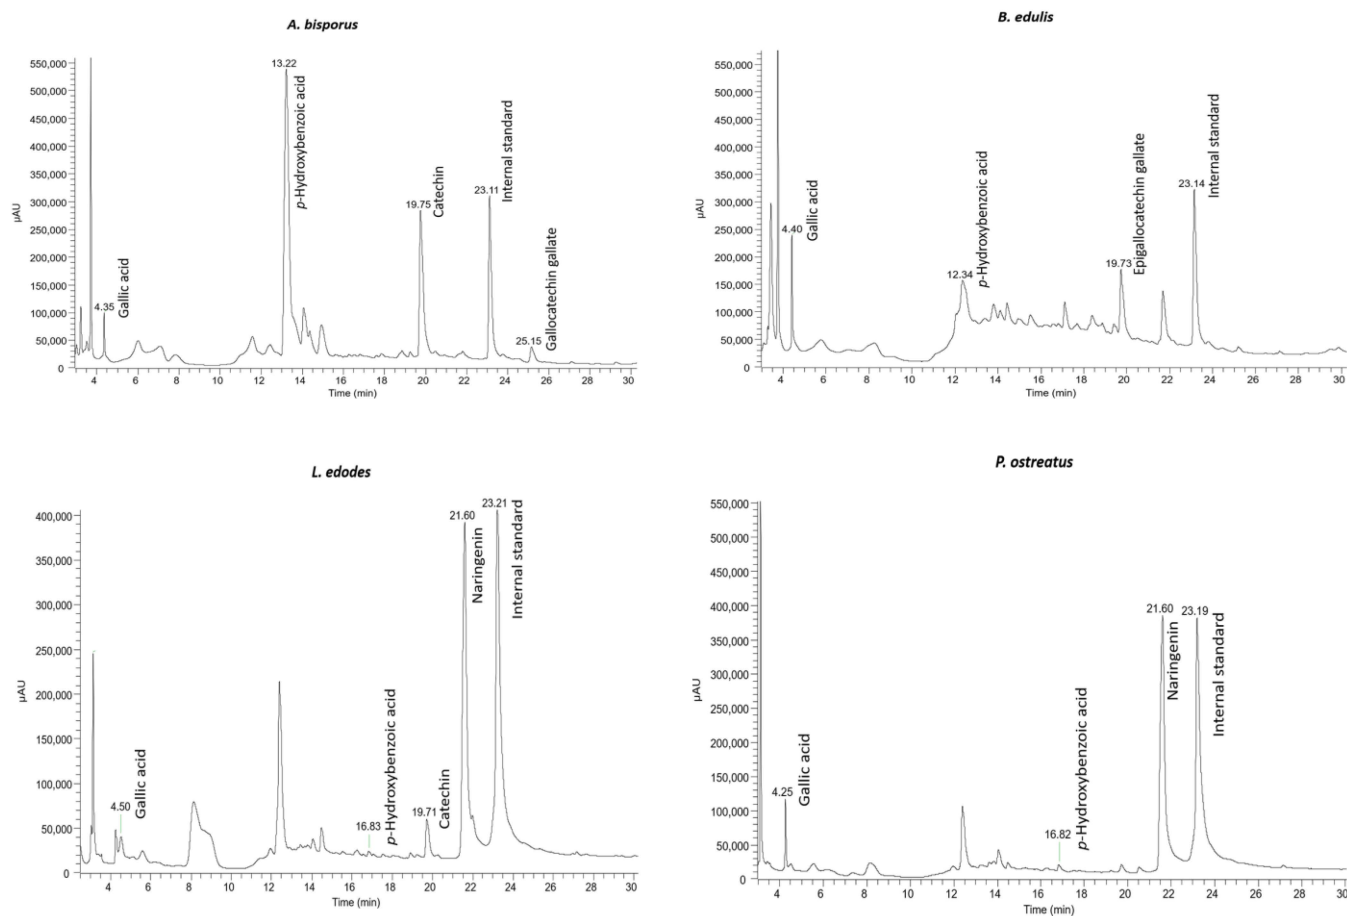 A. bisporus
550,000
500,000
450,000
400,000
350,000
300,000
250,000
200,000
150,000
100,000
50,000
0
µAU
4.35
Gallic acid
13.22
p-Hydroxybenzoic acid
19.75
Catechin
23.11
Internal standard
25.15
Gallocatechin gallate
4 6 8 10 12 14 16 18 20 22 24 26 28 30
Time (min)
B. edulis
550,000
500,000
450,000
400,000
350,000
300,000
250,000
200,000
150,000
100,000
50,000
0
µAU
4.40
Gallic acid
12.34
p-Hydroxybenzoic acid
19.73
Epigallocatechin gallate
23.14
Internal standard
4 6 8 10 12 14 16 18 20 22 24 26 28 30
Time (min)
L. edodes
400,000
350,000
300,000
250,000
200,000
150,000
100,000
50,000
0
µAU
4.50
Gallic acid
16.83
p-Hydroxybenzoic acid
19.71
Catechin
21.60
Naringenin
23.21
Internal standard
4 6 8 10 12 14 16 18 20 22 24 26 28 30
Time (min)
P. ostreatus
550,000
500,000
450,000
400,000
350,000
300,000
250,000
200,000
150,000
100,000
50,000
0
µAU
4.25
Gallic acid
16.82
p-Hydroxybenzoic acid
21.60
Naringenin
23.19
Internal standard
4 6 8 10 12 14 16 18 20 22 24 26 28 30
Time (min)